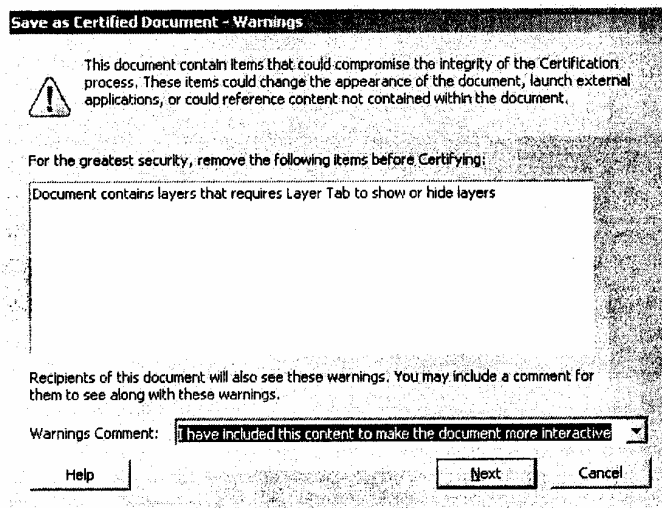 Save as Certified Document - Warnings
This document contain items that could compromise the integrity of the Certification
process. These items could change the appearance of the document, launch external
applications, or could reference content not contained within the document.
For the greatest security, remove the following items before Certifying:
Document contains layers that requires Layer Tab to show or hide layers
Recipients of this document will also see these warnings. You may include a comment for
them to see along with these warnings.
Warnings Comment: I have included this content to make the document more interactive
Help Next Cancel